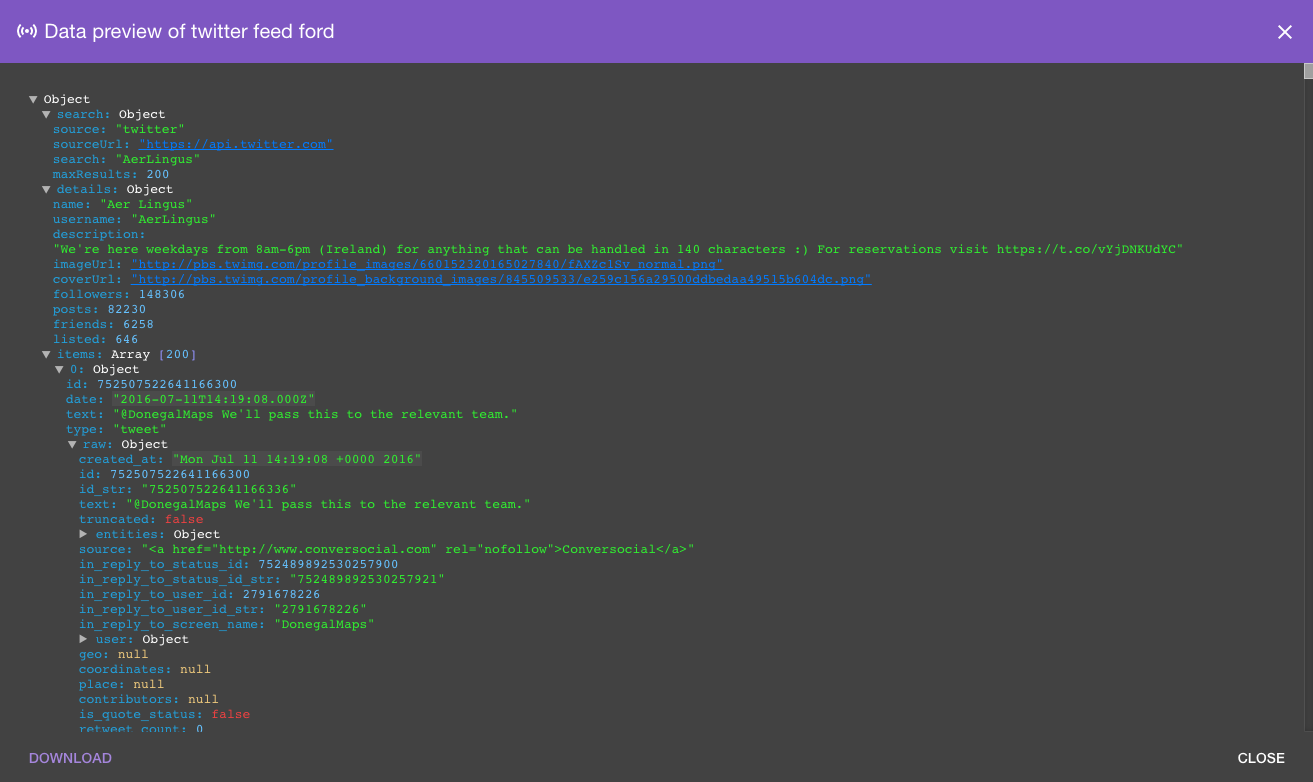 Data preview of twitter feed ford
Object
search: Object
source: "twitter"
sourceUrl: "https://api.twitter.com"
search: "AerLingus"
maxResults: 200
details: Object
name: "Aer Lingus"
username: "AerLingus"
description:
"We're here weekdays from 8am-6pm (Ireland) for anything that can be handled in 140 characters :) For reservations visit https://t.co/vYjDNKUdYC"
imageUrl: "http://pbs.twimg.com/profile_images/660152320165027840/fAXZc1Sv_normal.png"
coverUrl: "http://pbs.twimg.com/profile_background_images/845509533/e259c156a29500ddbedaa49515b604dc.png"
followers: 148306
posts: 82230
friends: 6258
listed: 646
items: Array [200]
0: Object
id: 752507522641166300
date: "2016-07-11T14:19:08.000Z"
text: "@DonegalMaps We'll pass this to the relevant team."
type: "tweet"
raw: Object
created_at: "Mon Jul 11 14:19:08 +0000 2016"
id: 752507522641166300
id_str: "752507522641166336"
text: "@DonegalMaps We'll pass this to the relevant team."
truncated: false
entities: Object
source: "<a href="http://www.conversocial.com" rel="nofollow">Conversocial</a>"
in_reply_to_status_id: 752489892530257900
in_reply_to_status_id_str: "752489892530257921"
in_reply_to_user_id: 2791678226
in_reply_to_user_id_str: "2791678226"
in_reply_to_screen_name: "DonegalMaps"
user: Object
geo: null
coordinates: null
place: null
contributors: null
is_quote_status: false
retweet_count: 0
DOWNLOAD
CLOSE